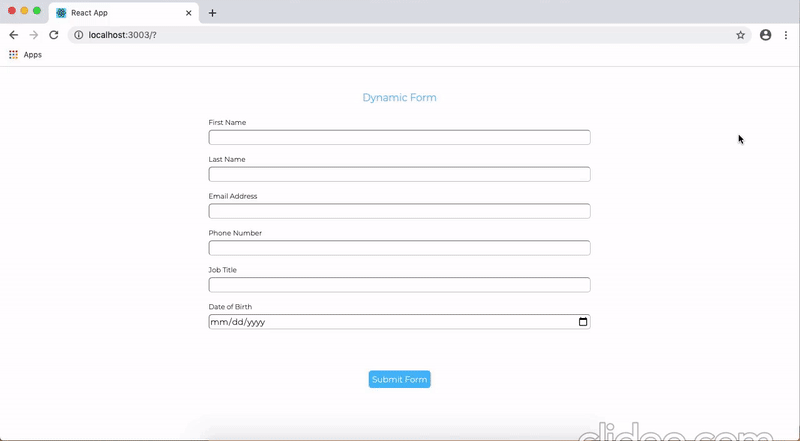 React App
localhost:3003/?
Apps
Dynamic Form
First Name
Last Name
Email Address
Phone Number
Job Title
Date of Birth
mm/dd/yyyy
Submit Form